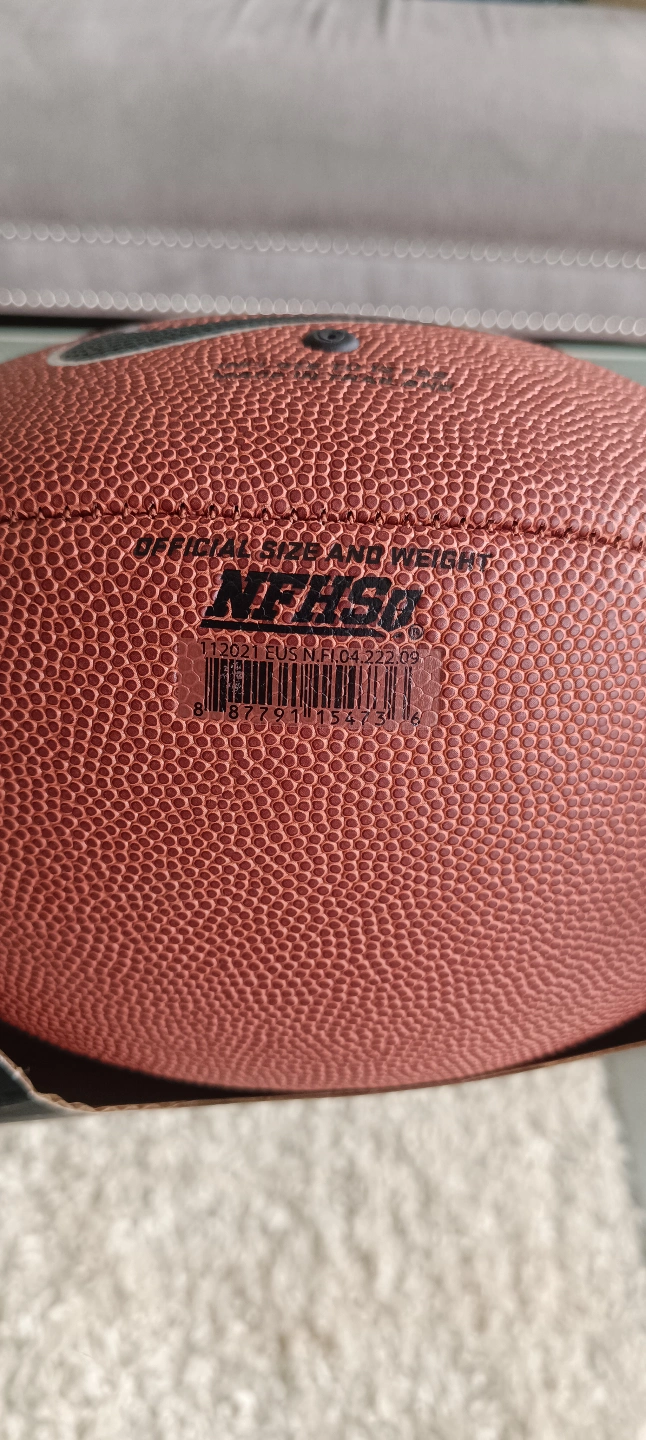 OFFICIAL SIZE AND WEIGHT
NFHS®
112021 EUS N.FI.04.222.09
8 87791 15473 6